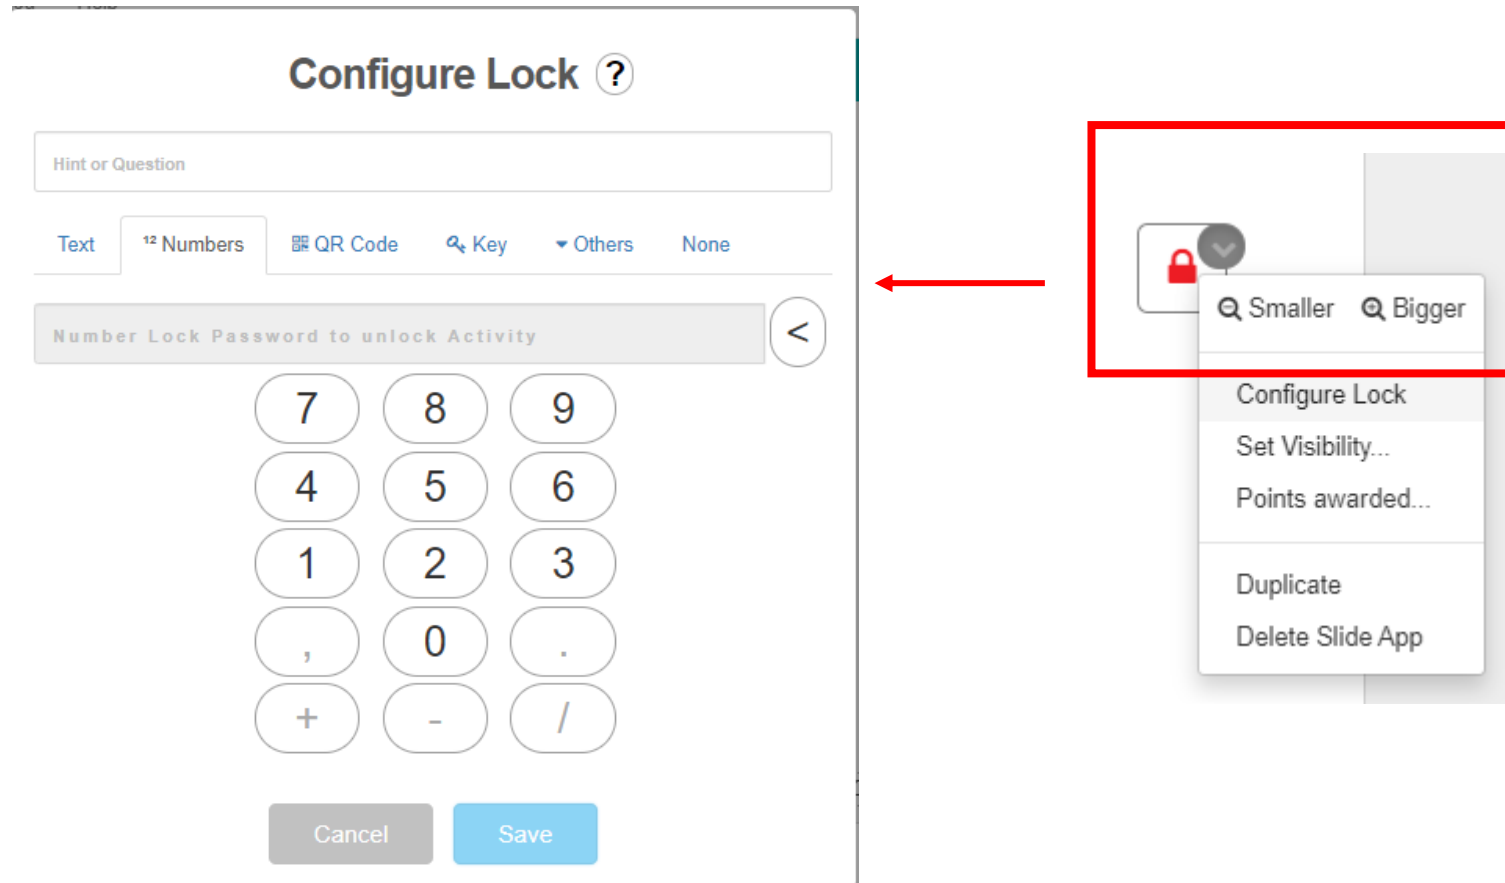 Configure Lock ?
Hint or Question
Text 12 Numbers QR Code Key Others None
Number Lock Password to unlock Activity <
7 8 9
4 5 6
1 2 3
, 0 .
+ - /
Cancel Save
Smaller Bigger
Configure Lock
Set Visibility...
Points awarded...
Duplicate
Delete Slide App